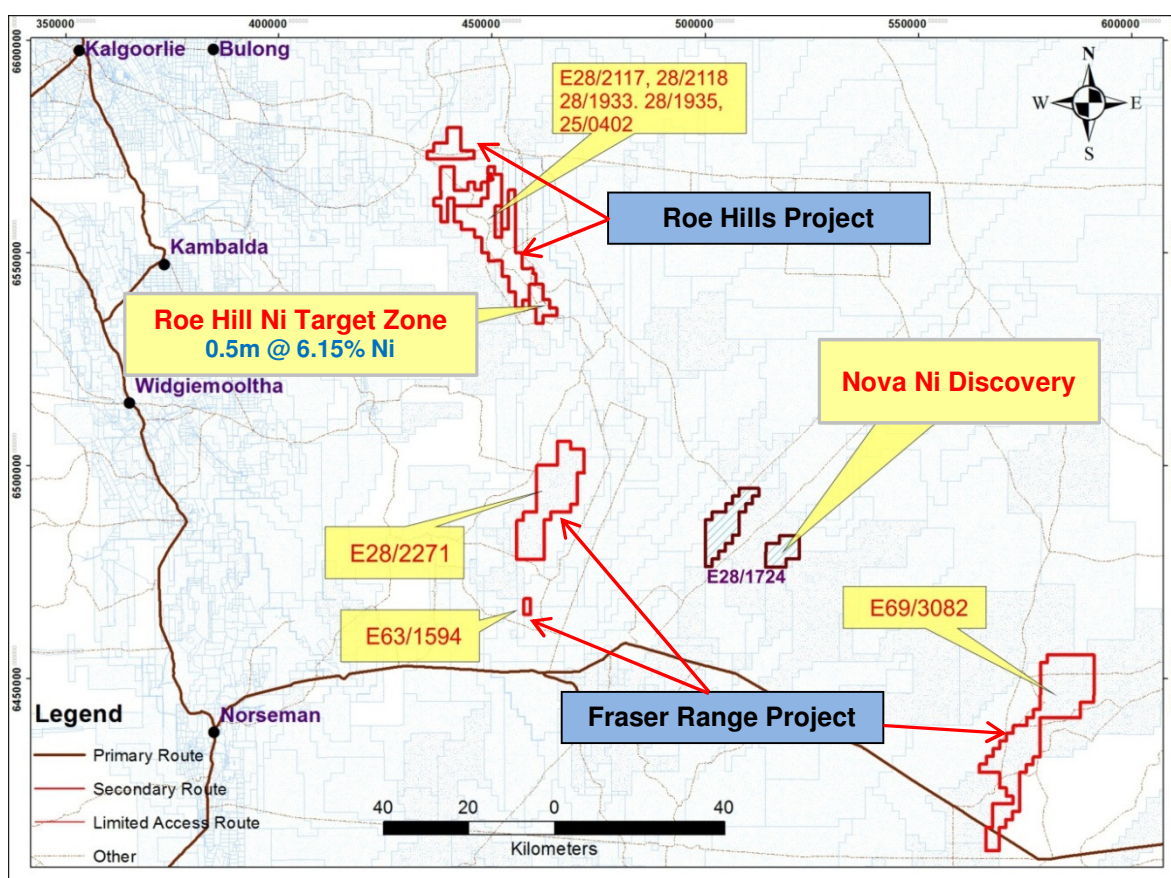 350000
400000
450000
500000
550000
600000
6600000
6550000
6500000
6450000
Kalgoorlie
Bulong
E28/2117, 28/2118
28/1933. 28/1935,
25/0402
N
W
E
S
Roe Hills Project
Kambalda
Roe Hill Ni Target Zone
0.5m @ 6.15% Ni
Widgiemooltha
Nova Ni Discovery
E28/2271
E28/1724
E63/1594
E69/3082
Fraser Range Project
Norseman
Legend
Primary Route
Secondary Route
Limited Access Route
Other
40 20 0 40
Kilometers